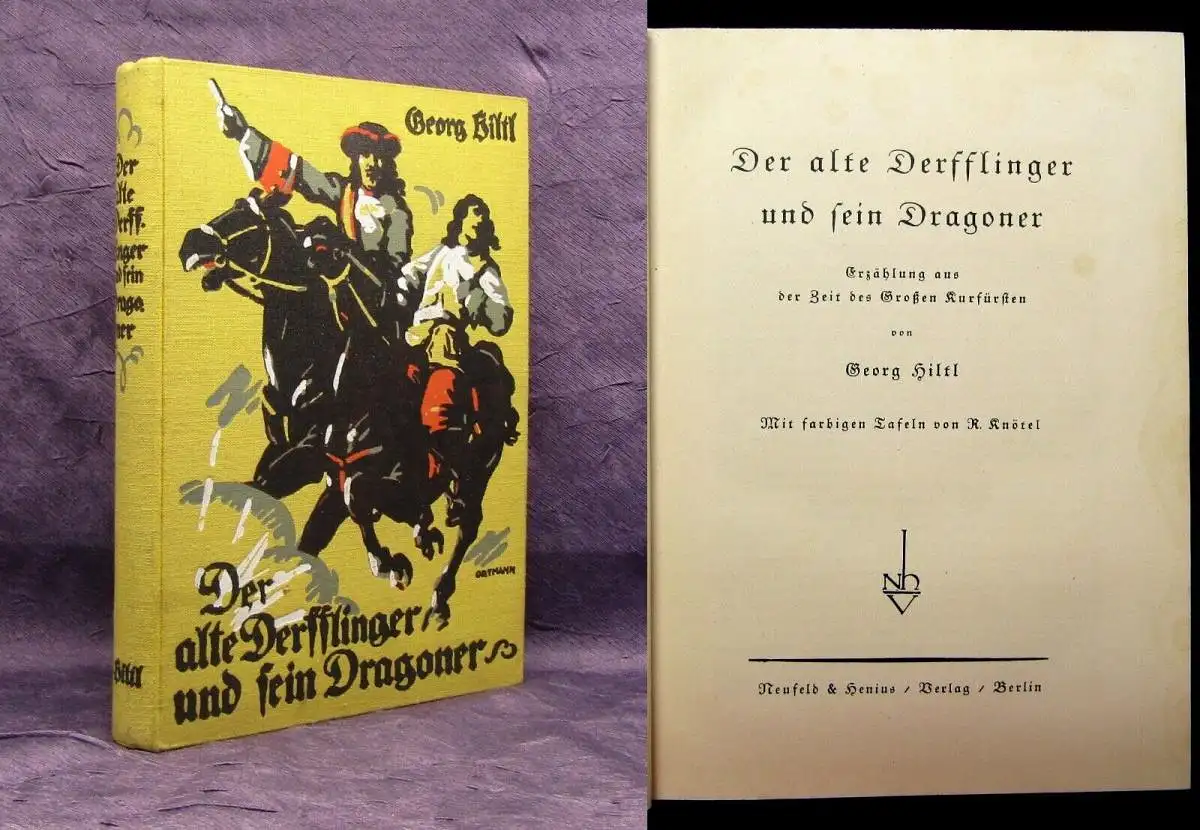 Der
alte
Derff-
linger
und sein
Drago-
ner
Hiltl
Georg Hiltl
ORTMANN
Der
alte Derfflinger
und sein Dragoner
Der alte Derfflinger
und sein Dragoner
Erzählung aus
der Zeit des Großen Kurfürsten
von
Georg Hiltl
Mit farbigen Tafeln von R. Knötel
Nh
V
Neufeld & Henius / Verlag / Berlin